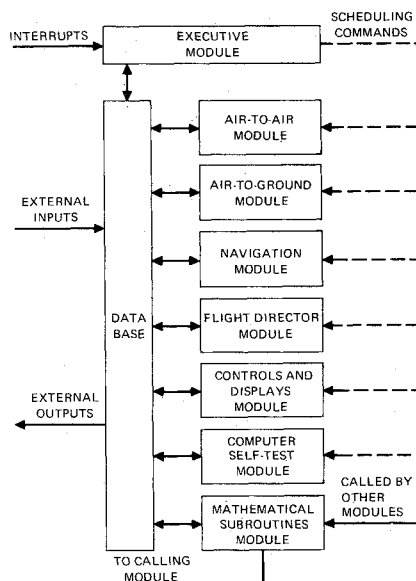 SCHEDULING
COMMANDS
INTERRUPTS
EXECUTIVE
MODULE
AIR-TO-AIR
MODULE
AIR-TO-GROUND
MODULE
EXTERNAL
INPUTS
NAVIGATION
MODULE
DATA
BASE
FLIGHT DIRECTOR
MODULE
EXTERNAL
OUTPUTS
CONTROLS AND
DISPLAYS
MODULE
COMPUTER
SELF-TEST
MODULE
CALLED BY
OTHER
MODULES
MATHEMATICAL
SUBROUTINES
MODULE
TO CALLING
MODULE